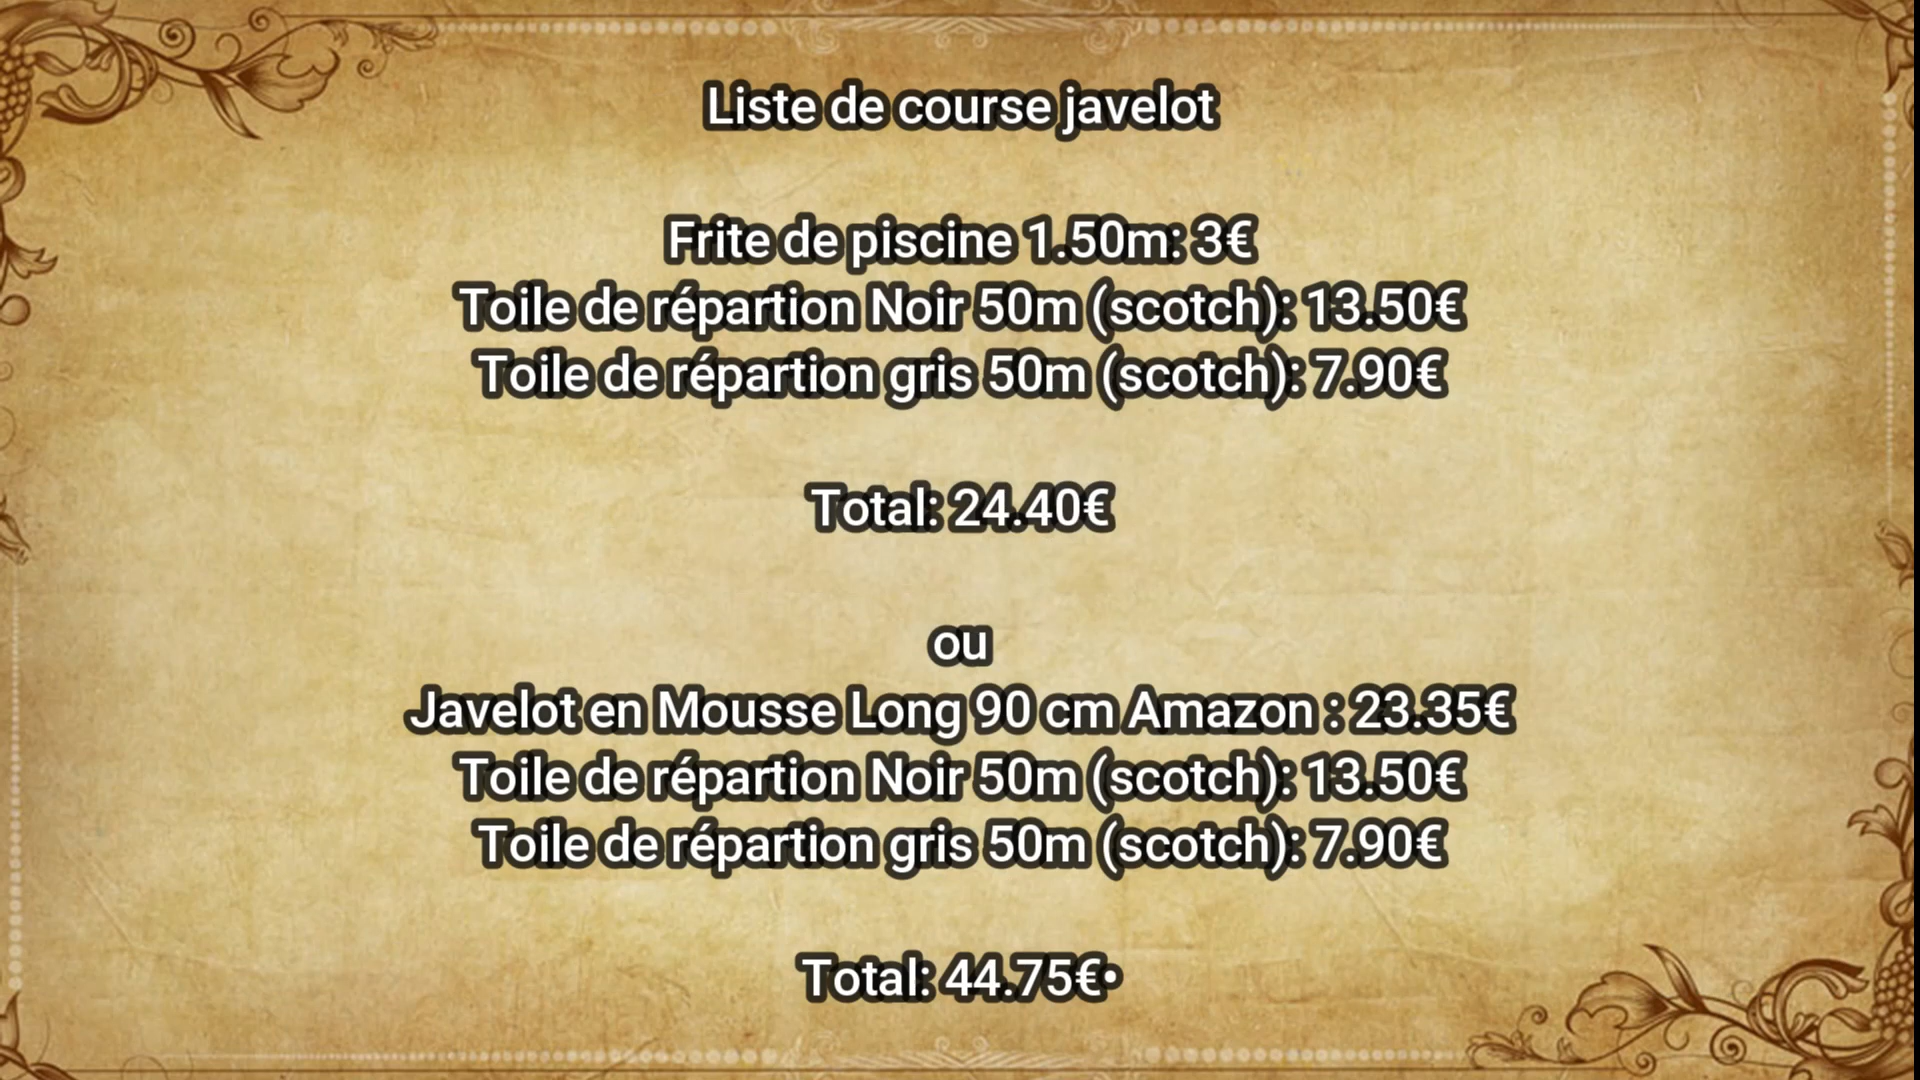 Liste de course javelot
Frite de piscine 1.50m: 3€
Toile de répartion Noir 50m (scotch): 13.50€
Toile de répartion gris 50m (scotch): 7.90€
Total: 24.40€
ou
Javelot en Mousse Long 90 cm Amazon : 23.35€
Toile de répartion Noir 50m (scotch): 13.50€
Toile de répartion gris 50m (scotch): 7.90€
Total: 44.75€•